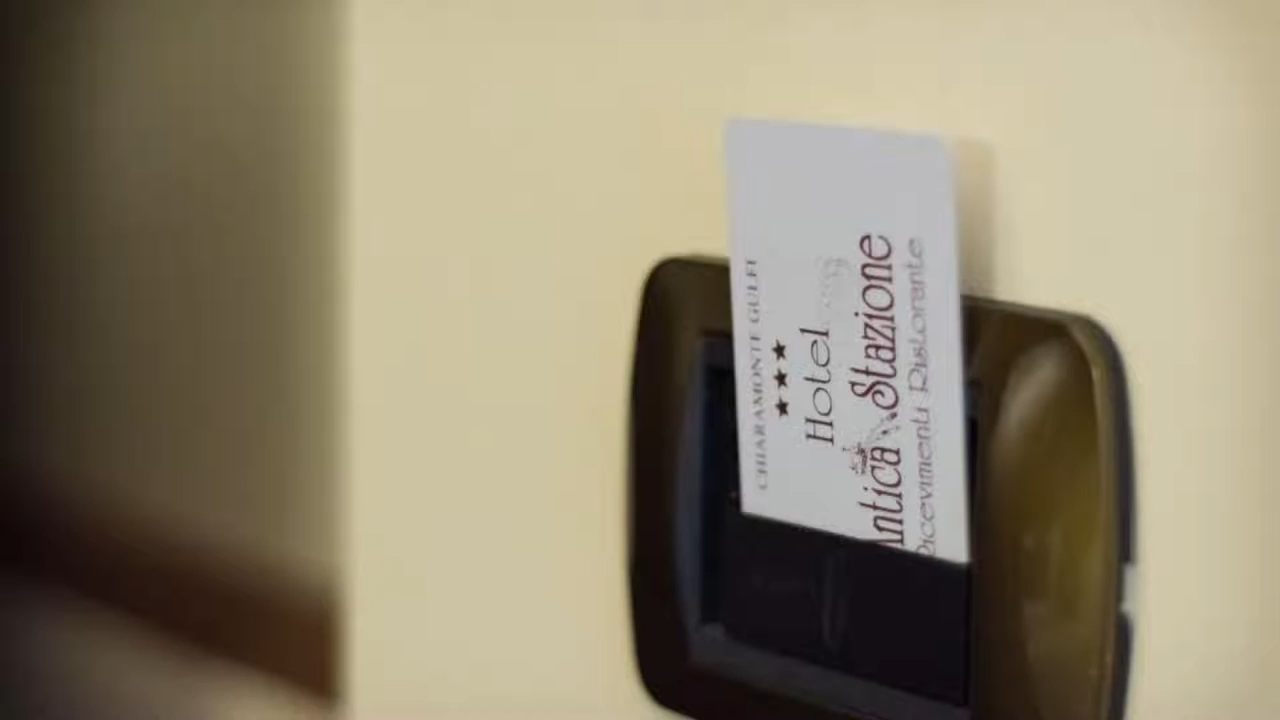 CHIARAMONTE GULFI
★★★
Hotel
Antica Stazione
Ricevimenti Ristorante